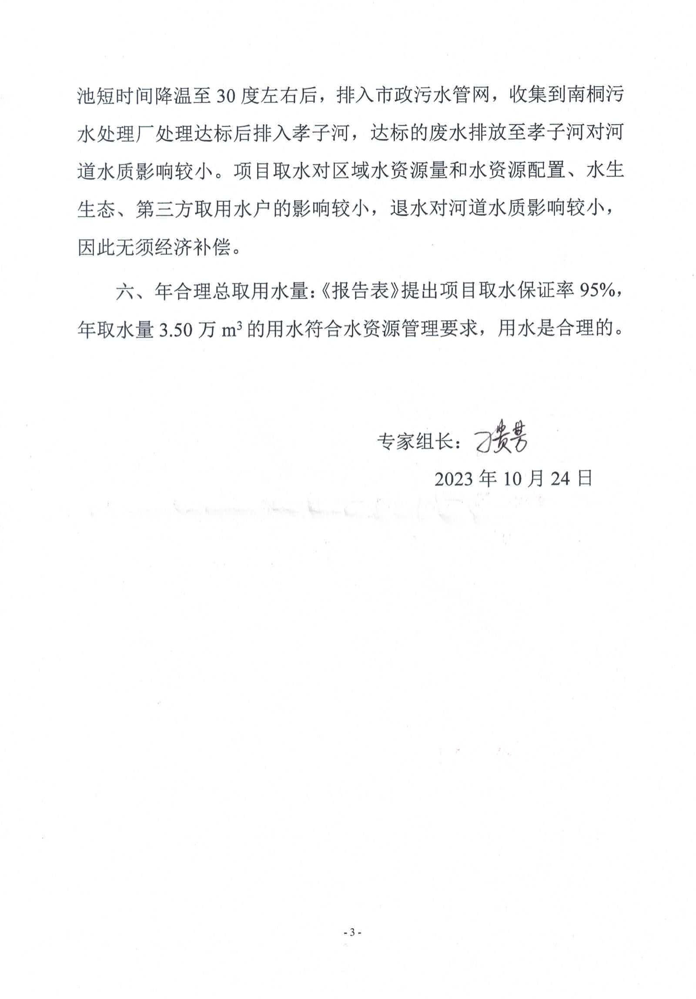 池短时间降温至 30 度左右后，排入市政污水管网，收集到南桐污
水处理厂处理达标后排入孝子河，达标的废水排放至孝子河对河
道水质影响较小。项目取水对区域水资源量和水资源配置、水生
生态、第三方取用水户的影响较小，退水对河道水质影响较小，
因此无须经济补偿。
六、年合理总取用水量：《报告表》提出项目取水保证率 95%，
年取水量 3.50 万 m³ 的用水符合水资源管理要求，用水是合理的。
专家组长：
2023 年 10 月 24 日
- 3 -